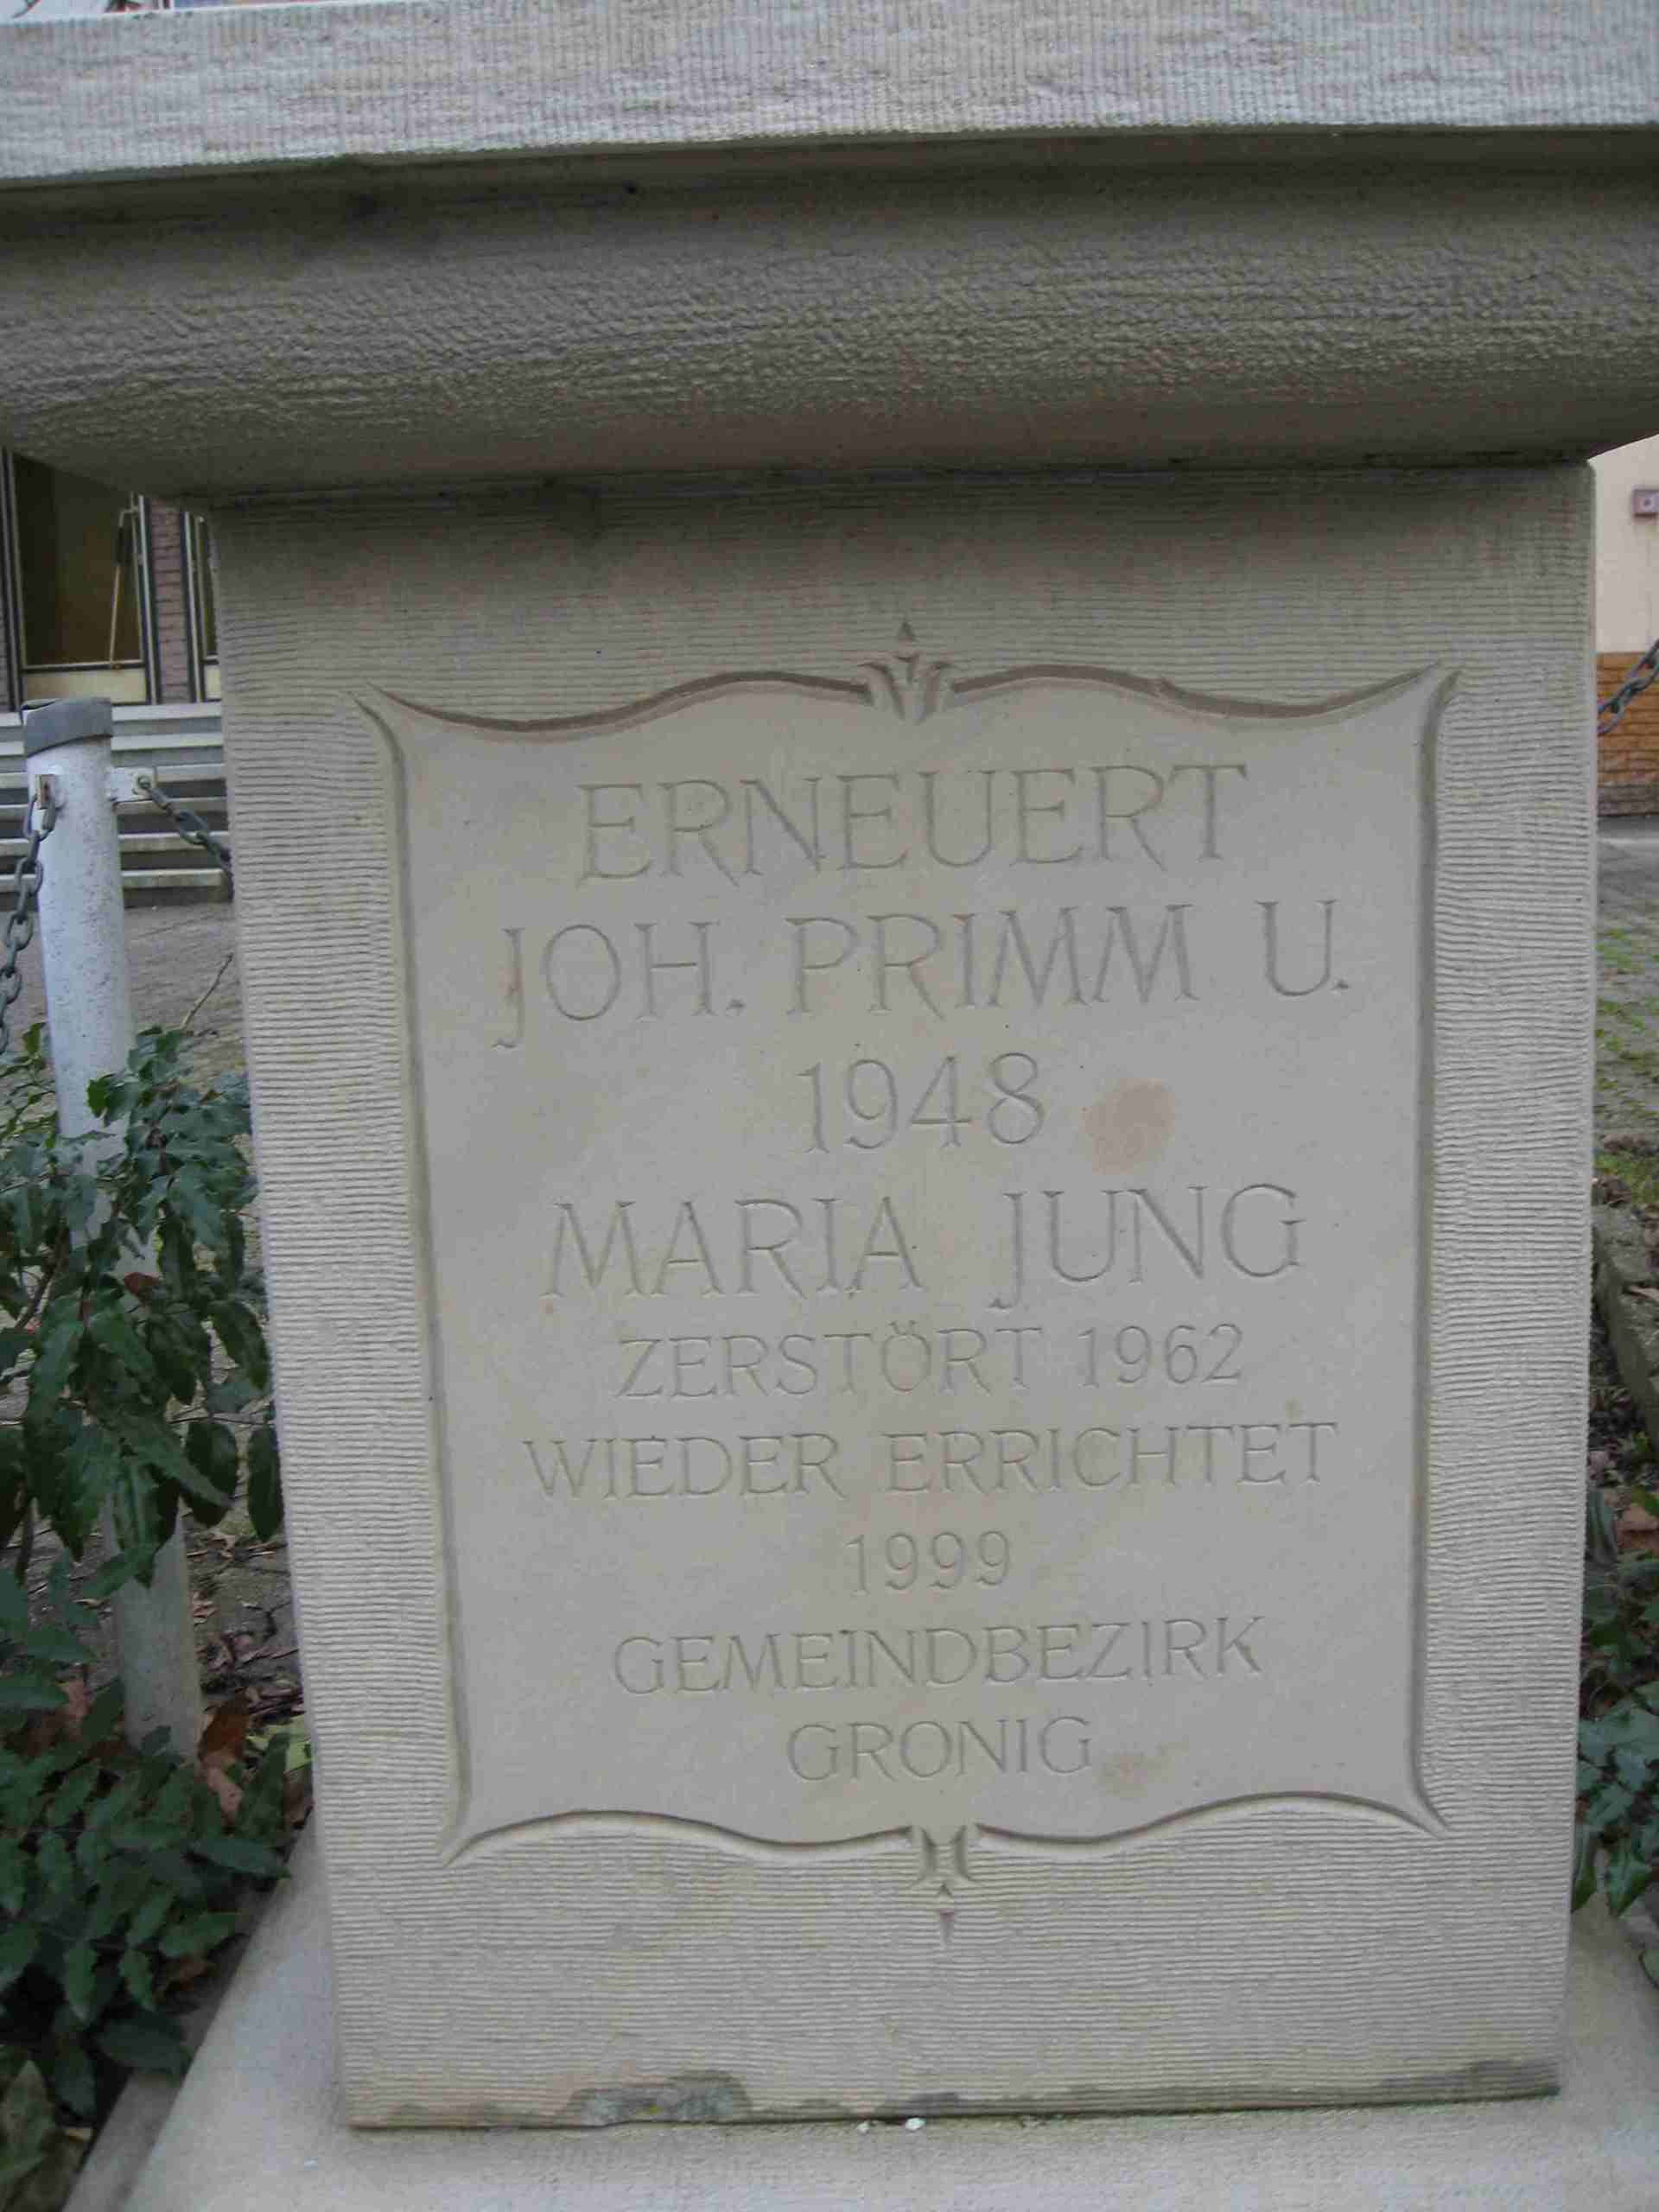 ERNEUERT
JOH. PRIMM U.
1948
MARIA JUNG
ZERSTÖRT 1962
WIEDER ERRICHTET
1999
GEMEINDBEZIRK
GRONIG